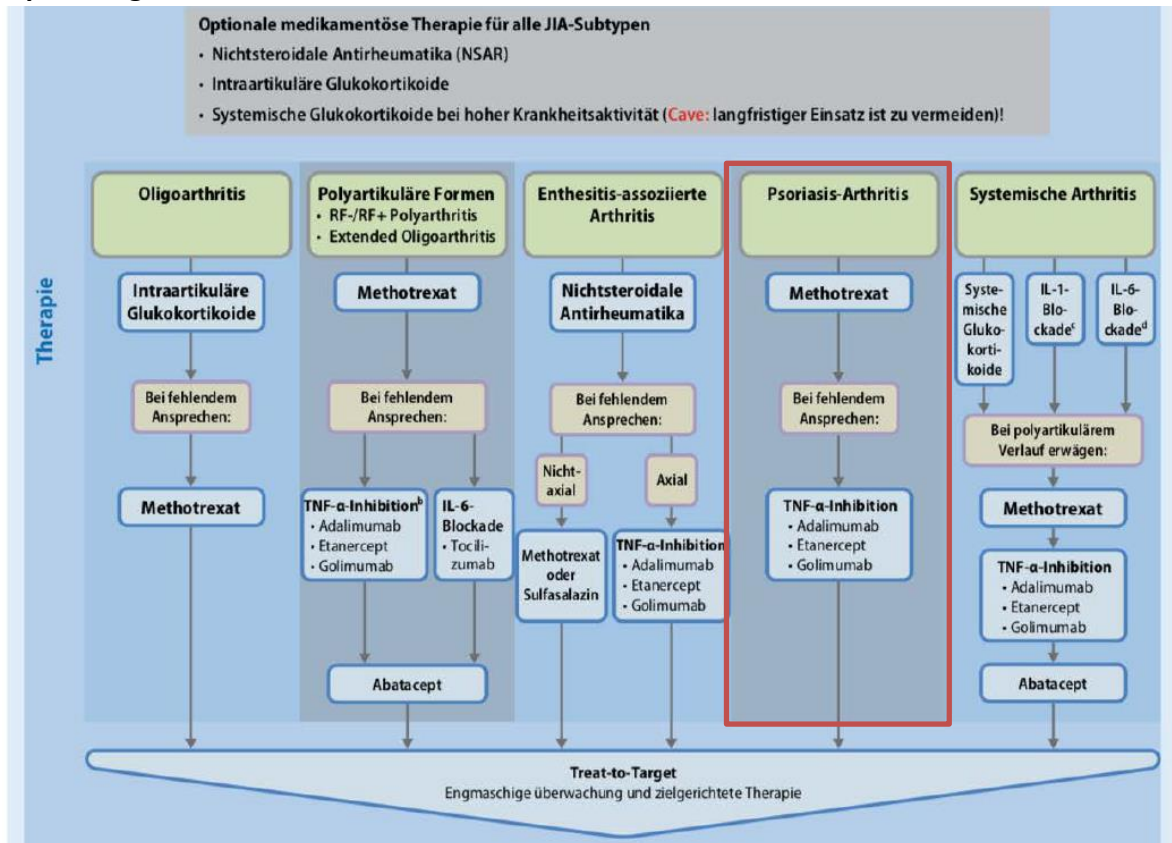 Optionale medikamentöse Therapie für alle JIA-Subtypen
• Nichtsteroidale Antirheumatika (NSAR)
• Intraartikuläre Glukokortikoide
• Systemische Glukokortikoide bei hoher Krankheitsaktivität (Cave: langfristiger Einsatz ist zu vermeiden)!
Therapie
Oligoarthritis
Intraartikuläre
Glukokortikoide
Bei fehlendem
Ansprechen:
Methotrexat
Polyartikuläre Formen
• RF-/RF+ Polyarthritis
• Extended Oligoarthritis
Methotrexat
Bei fehlendem
Ansprechen:
TNF-α-Inhibitionᵇ
• Adalimumab
• Etanercept
• Golimumab
IL-6-
Blockade
• Tocili-
zumab
Abatacept
Enthesitis-assoziierte
Arthritis
Nichtsteroidale
Antirheumatika
Bei fehlendem
Ansprechen:
Nicht-
axial
Axial
Methotrexat
oder
Sulfasalazin
TNF-α-Inhibition
• Adalimumab
• Etanercept
• Golimumab
Psoriasis-Arthritis
Methotrexat
Bei fehlendem
Ansprechen:
TNF-α-Inhibition
• Adalimumab
• Etanercept
• Golimumab
Systemische Arthritis
Syste-
mische
Gluko-
korti-
koide
IL-1-
Blo-
ckadeᶜ
IL-6-
Blo-
ckadeᵈ
Bei polyartikulärem
Verlauf erwägen:
Methotrexat
TNF-α-Inhibition
• Adalimumab
• Etanercept
• Golimumab
Abatacept
Treat-to-Target
Engmaschige überwachung und zielgerichtete Therapie